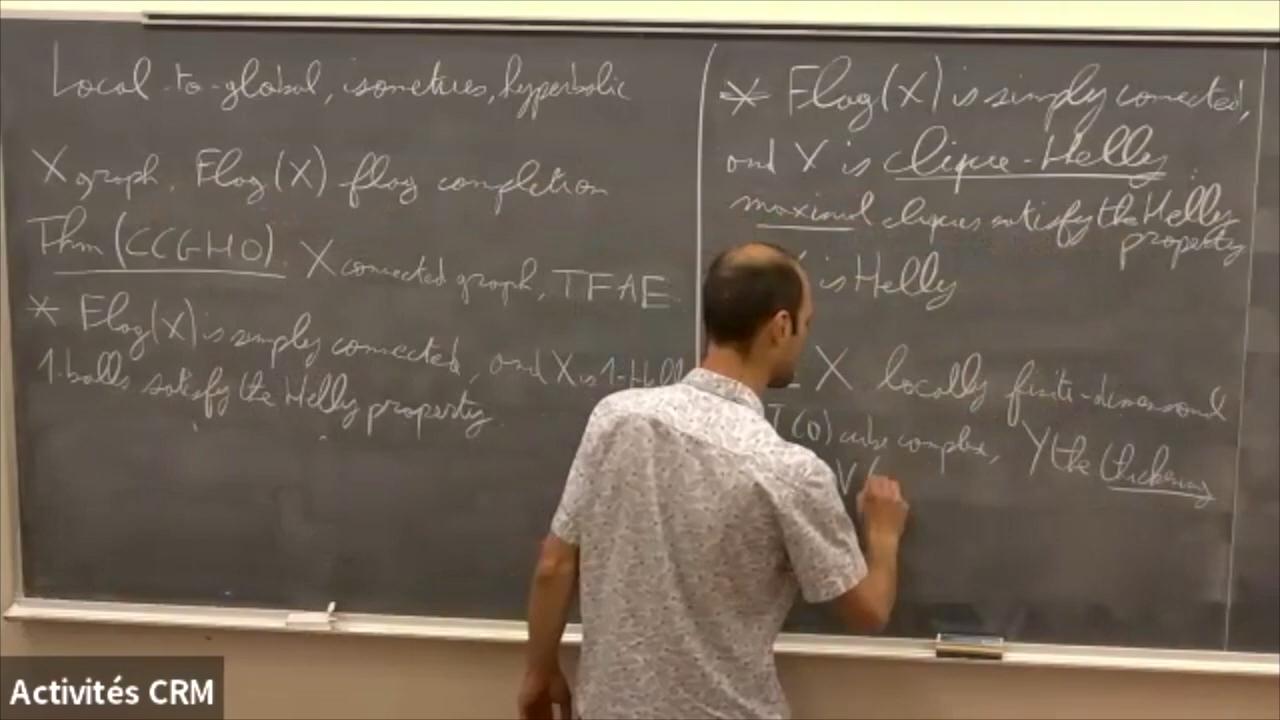 Local-to-global, isometries, hyperbolic
X graph. Flag(X) flag completion
Thm (CCGHO). X connected graph, TFAE
* Flag(X) is simply connected, and X is 1-Hell
1-balls satisfy the Helly property.
* Flag(X) is simply connected,
and X is clique-Helly
maximal cliques satisfy the Helly
property
is Helly
X locally finite-dimensional
T(0) cube complex, Y the thickening
V
Activités CRM